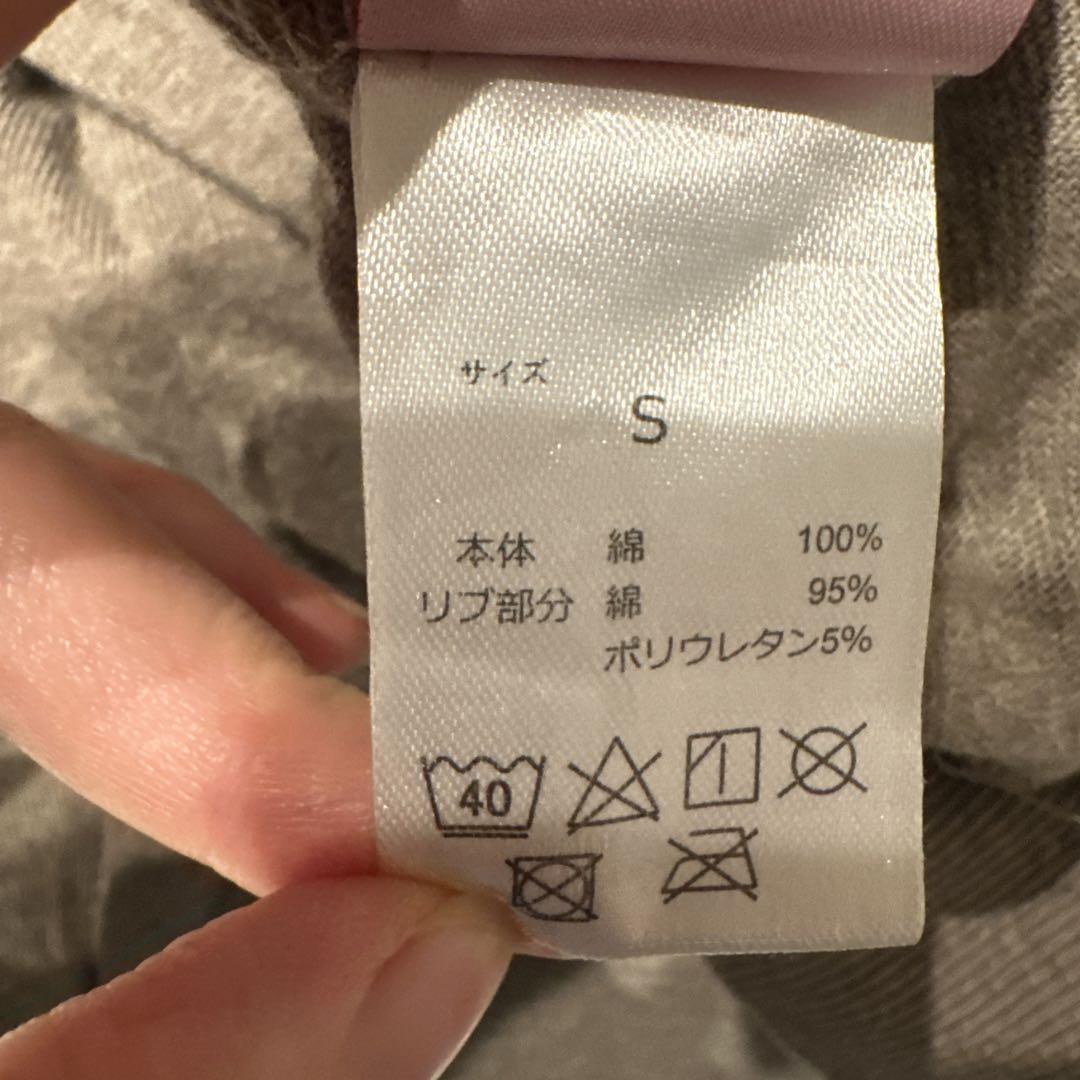 サイズ
S
本体 綿 100%
リブ部分 綿 95%
ポリウレタン5%
40